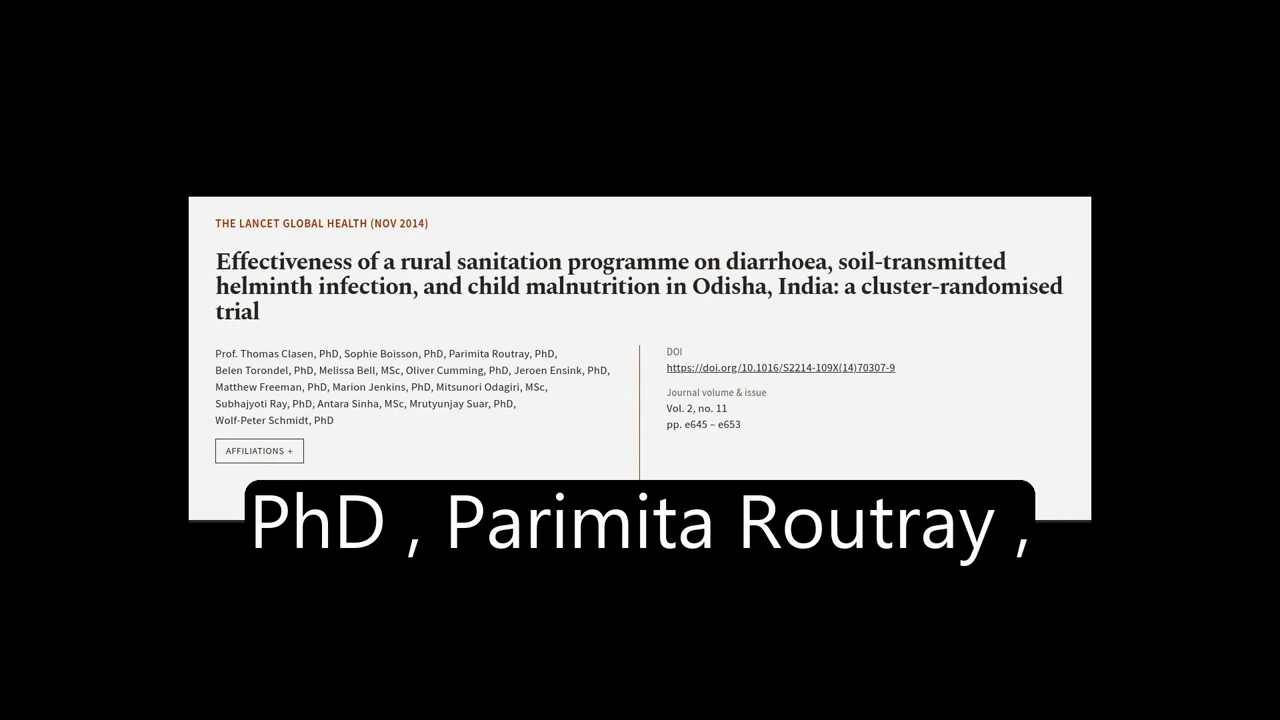 THE LANCET GLOBAL HEALTH (NOV 2014)
Effectiveness of a rural sanitation programme on diarrhoea, soil-transmitted
helminth infection, and child malnutrition in Odisha, India: a cluster-randomised
trial
Prof. Thomas Clasen, PhD, Sophie Boisson, PhD, Parimita Routray, PhD,
Belen Torondel, PhD, Melissa Bell, MSc, Oliver Cumming, PhD, Jeroen Ensink, PhD,
Matthew Freeman, PhD, Marion Jenkins, PhD, Mitsunori Odagiri, MSc,
Subhajyoti Ray, PhD, Antara Sinha, MSc, Mrutyunjay Suar, PhD,
Wolf-Peter Schmidt, PhD
AFFILIATIONS +
DOI
https://doi.org/10.1016/S2214-109X(14)70307-9
Journal volume & issue
Vol. 2, no. 11
pp. e645 – e653
PhD , Parimita Routray ,